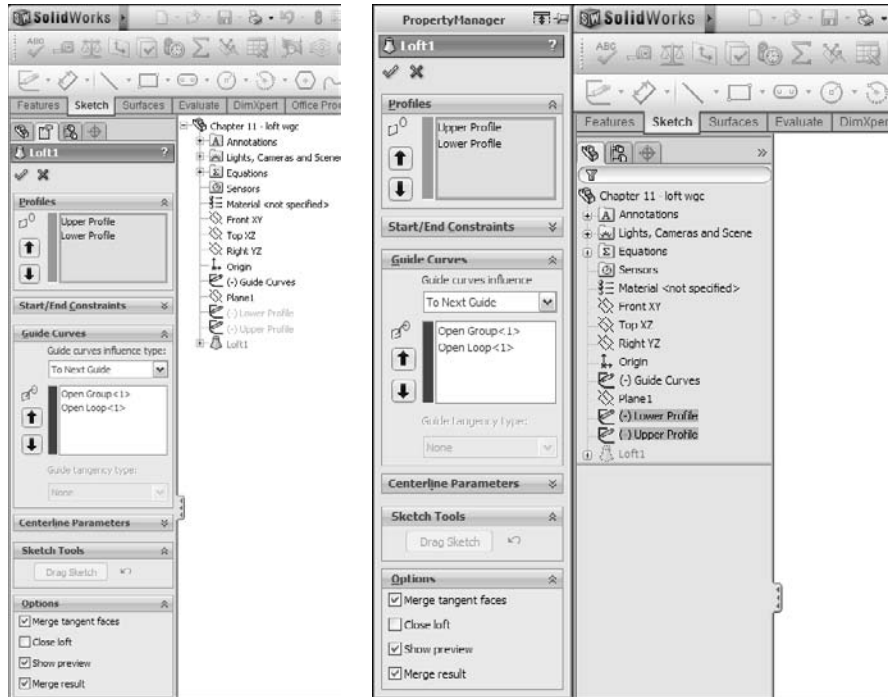 SolidWorks
ABC
Features Sketch Surfaces Evaluate DimXpert Office Pro
Loft1 ?
Profiles
Upper Profile
Lower Profile
Start/End Constraints
Guide Curves
Guide curves influence type:
To Next Guide
Open Group<1>
Open Loop<1>
Guide tangency type:
None
Centerline Parameters
Sketch Tools
Drag Sketch
Options
Merge tangent faces
Close loft
Show preview
Merge result
Chapter 11 - loft wgc
Annotations
Lights, Cameras and Scene
Equations
Sensors
Material <not specified>
Front XY
Top XZ
Right YZ
Origin
(-) Guide Curves
Plane1
(-) Lower Profile
(-) Upper Profile
Loft1
PropertyManager
Loft1 ?
Profiles
Upper Profile
Lower Profile
Start/End Constraints
Guide Curves
Guide curves influence
To Next Guide
Open Group<1>
Open Loop<1>
Guide tangency type:
None
Centerline Parameters
Sketch Tools
Drag Sketch
Options
Merge tangent faces
Close loft
Show preview
Merge result
SolidWorks
ABC
Features Sketch Surfaces Evaluate DimXper
Chapter 11 - loft wgc
Annotations
Lights, Cameras and Scene
Equations
Sensors
Material <not specified>
Front XY
Top XZ
Right YZ
Origin
(-) Guide Curves
Plane1
(-) Lower Profile
(-) Upper Profile
Loft1